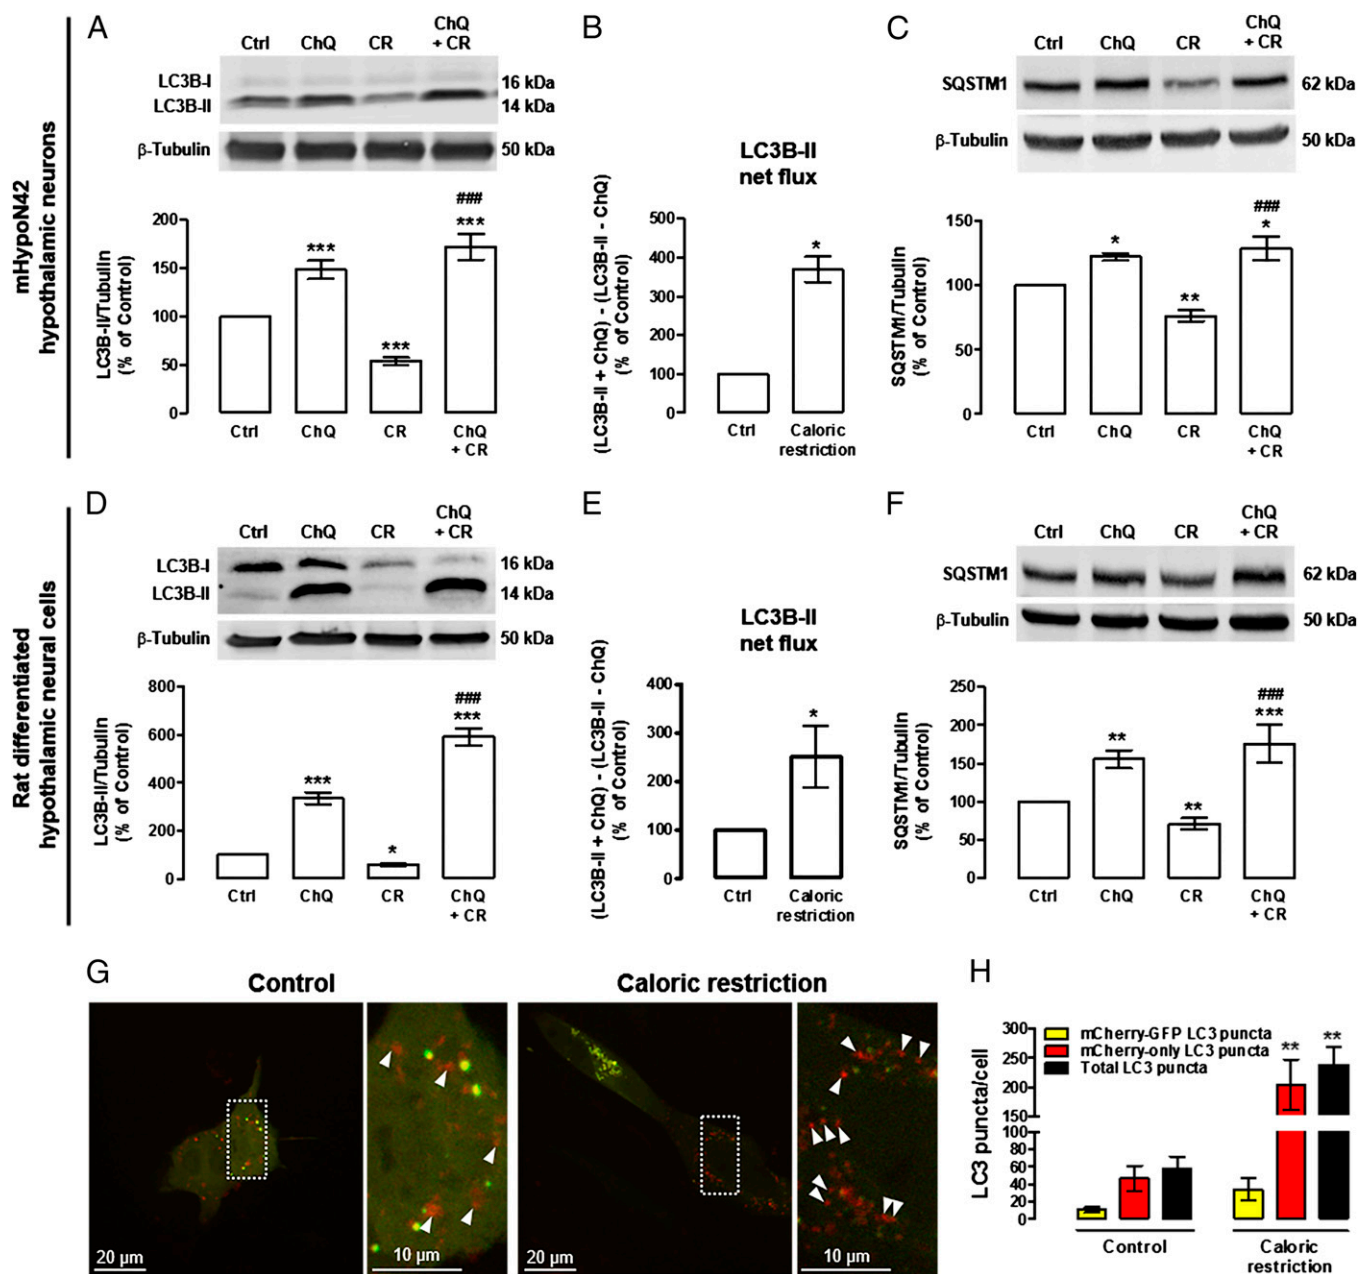 mHypoN42
hypothalamic neurons
A
Ctrl ChQ CR ChQ
+ CR
LC3B-I
LC3B-II
16 kDa
14 kDa
β-Tubulin
50 kDa
LC3B-II/Tubulin
(% of Control)
200
150
100
50
0
***
***
###
***
Ctrl ChQ CR ChQ
+ CR
B
LC3B-II
net flux
(LC3B-II + ChQ) - (LC3B-II - ChQ)
(% of Control)
500
400
300
200
100
0
*
Ctrl Caloric
restriction
C
Ctrl ChQ CR ChQ
+ CR
SQSTM1
62 kDa
β-Tubulin
50 kDa
SQSTM1/Tubulin
(% of Control)
150
100
50
0
*
**
###
*
Ctrl ChQ CR ChQ
+ CR
Rat differentiated
hypothalamic neural cells
D
Ctrl ChQ CR ChQ
+ CR
LC3B-I
LC3B-II
16 kDa
14 kDa
β-Tubulin
50 kDa
LC3B-II/Tubulin
(% of Control)
800
600
400
200
0
***
*
###
***
Ctrl ChQ CR ChQ
+ CR
E
LC3B-II
net flux
(LC3B-II + ChQ) - (LC3B-II - ChQ)
(% of Control)
400
300
200
100
0
*
Ctrl Caloric
restriction
F
Ctrl ChQ CR ChQ
+ CR
SQSTM1
62 kDa
β-Tubulin
50 kDa
SQSTM1/Tubulin
(% of Control)
250
200
150
100
50
0
**
**
###
***
Ctrl ChQ CR ChQ
+ CR
G
Control
Caloric restriction
20 µm
10 µm
20 µm
10 µm
H
LC3 puncta/cell
300
250
200
150
100
80
60
40
20
0
mCherry-GFP LC3 puncta
mCherry-only LC3 puncta
Total LC3 puncta
**
**
Control
Caloric
restriction